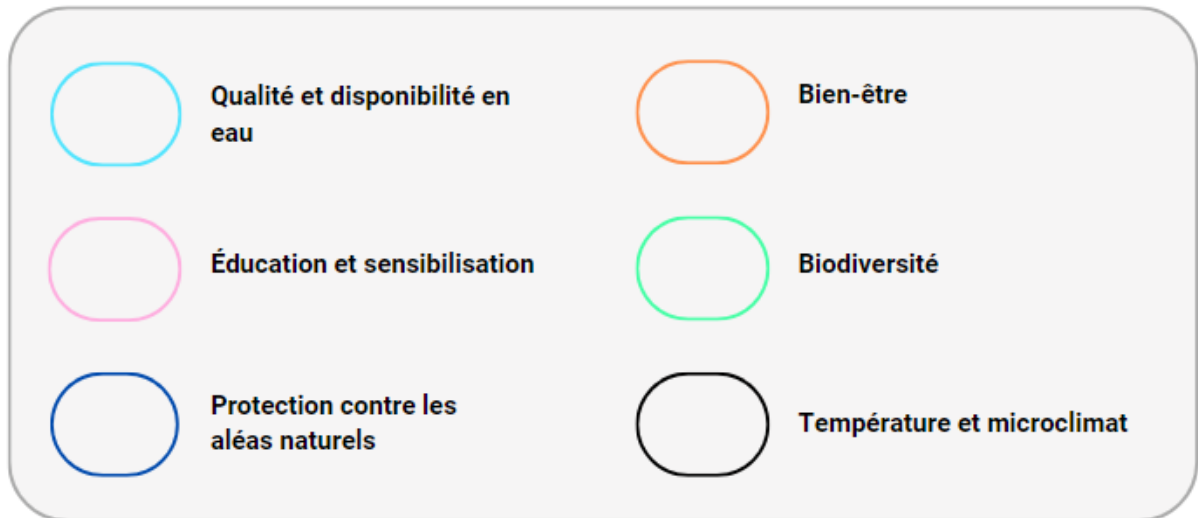 Qualité et disponibilité en
eau
Bien-être
Éducation et sensibilisation
Biodiversité
Protection contre les
aléas naturels
Température et microclimat